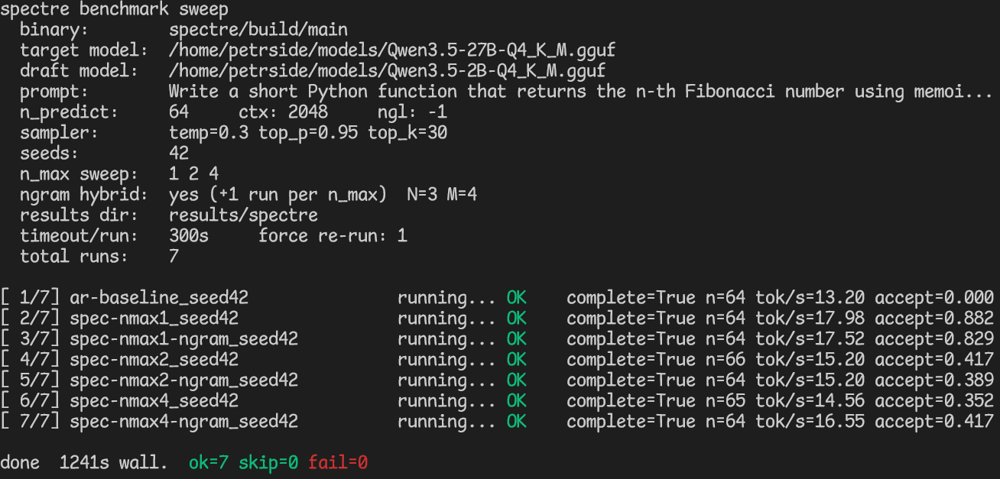 spectre benchmark sweep
binary: spectre/build/main
target model: /home/petrside/models/Qwen3.5-27B-Q4_K_M.gguf
draft model: /home/petrside/models/Qwen3.5-2B-Q4_K_M.gguf
prompt: Write a short Python function that returns the n-th Fibonacci number using memoi...
n_predict: 64 ctx: 2048 ngl: -1
sampler: temp=0.3 top_p=0.95 top_k=30
seeds: 42
n_max sweep: 1 2 4
ngram hybrid: yes (+1 run per n_max) N=3 M=4
results dir: results/spectre
timeout/run: 300s force re-run: 1
total runs: 7
[ 1/7] ar-baseline_seed42 running... OK complete=True n=64 tok/s=13.20 accept=0.000
[ 2/7] spec-nmax1_seed42 running... OK complete=True n=64 tok/s=17.98 accept=0.882
[ 3/7] spec-nmax1-ngram_seed42 running... OK complete=True n=64 tok/s=17.52 accept=0.829
[ 4/7] spec-nmax2_seed42 running... OK complete=True n=66 tok/s=15.20 accept=0.417
[ 5/7] spec-nmax2-ngram_seed42 running... OK complete=True n=64 tok/s=15.20 accept=0.389
[ 6/7] spec-nmax4_seed42 running... OK complete=True n=65 tok/s=14.56 accept=0.352
[ 7/7] spec-nmax4-ngram_seed42 running... OK complete=True n=64 tok/s=16.55 accept=0.417
done 1241s wall. ok=7 skip=0 fail=0